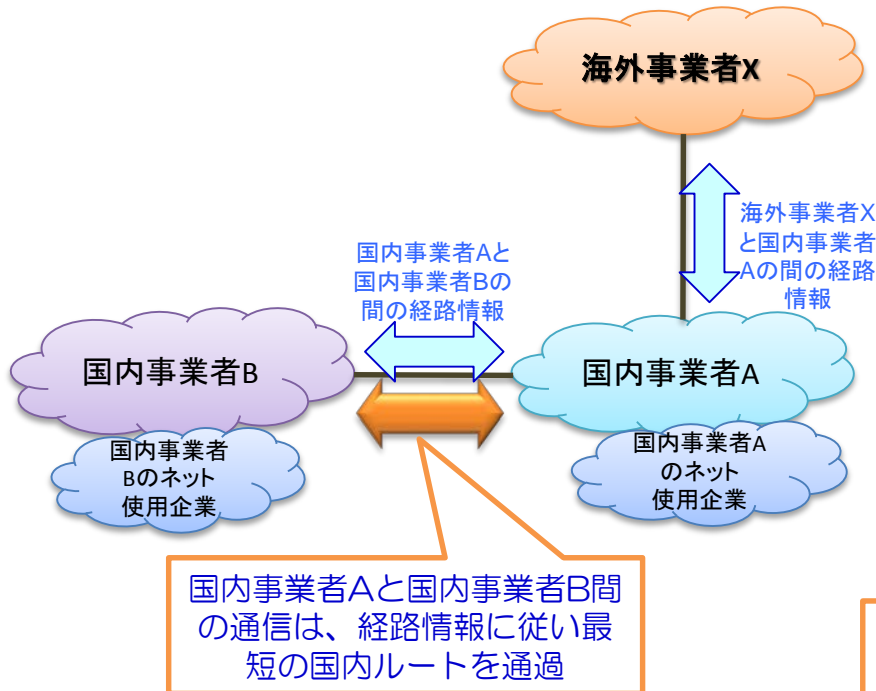 海外事業者X
海外事業者X
と国内事業者
Aの間の経路
情報
国内事業者Aと
国内事業者Bの
間の経路情報
国内事業者B
国内事業者A
国内事業者
Bのネット
使用企業
国内事業者A
のネット
使用企業
国内事業者Aと国内事業者B間
の通信は、経路情報に従い最
短の国内ルートを通過